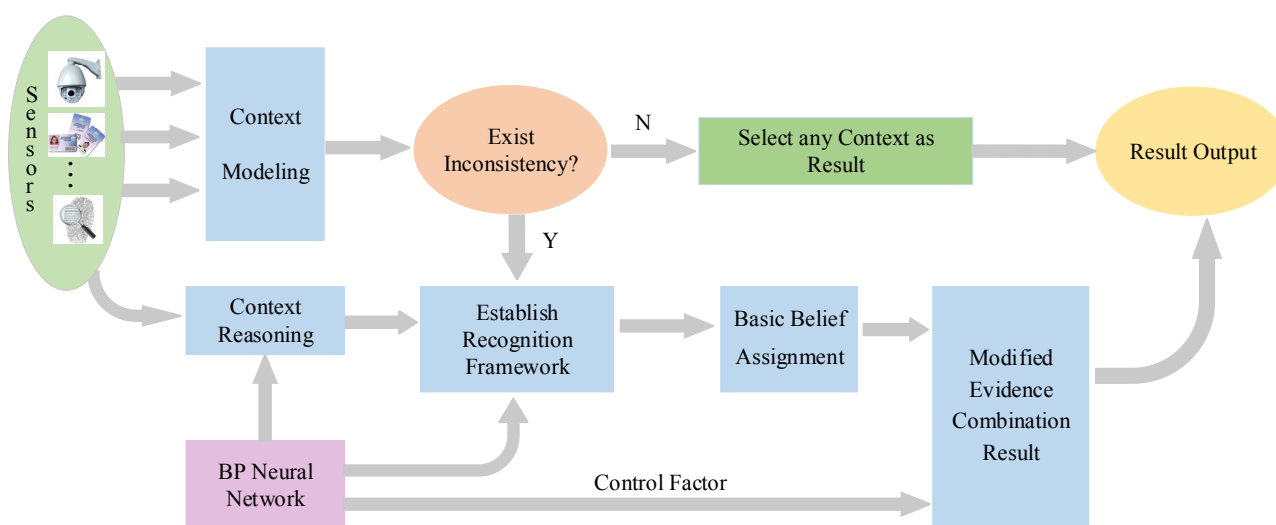 Sensors
Context
Modeling
Exist
Inconsistency?
N
Select any Context as
Result
Result Output
Y
Context
Reasoning
Establish
Recognition
Framework
Basic Belief
Assignment
Modified
Evidence
Combination
Result
BP Neural
Network
Control Factor